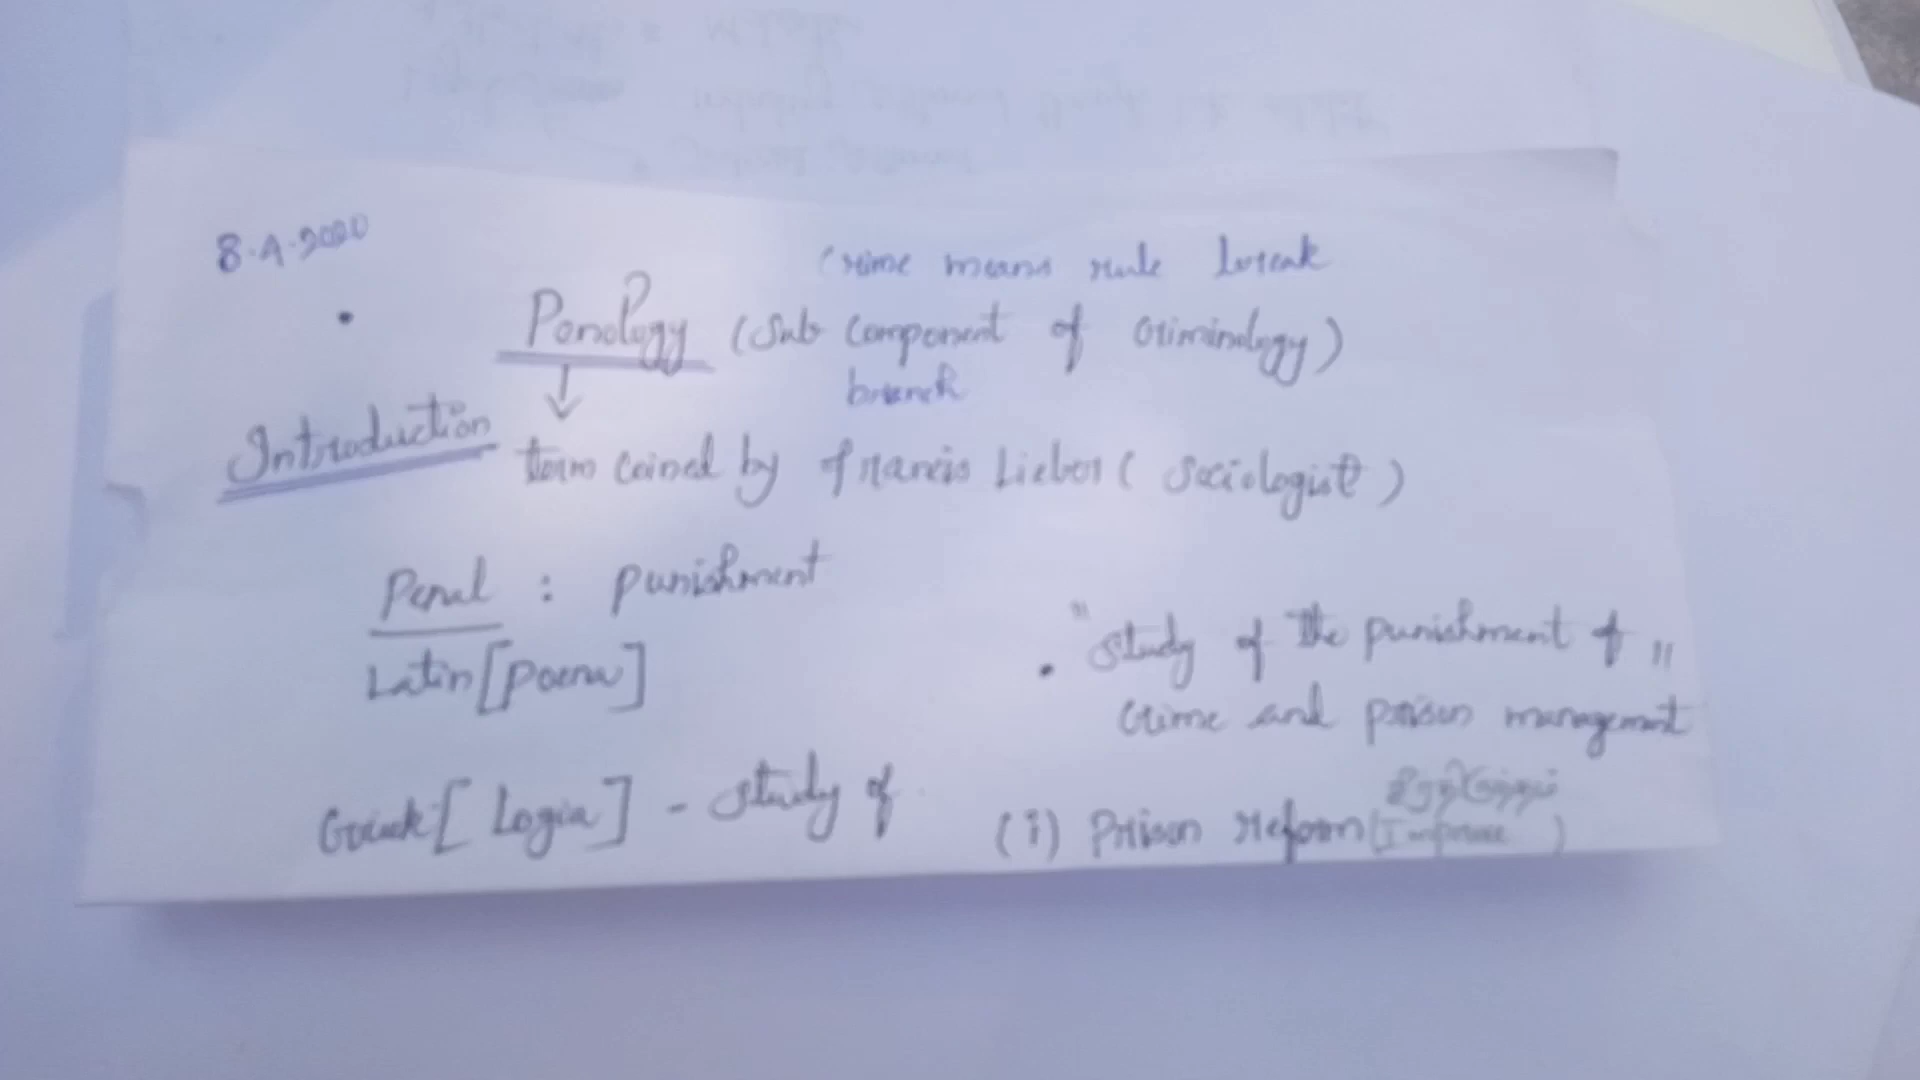 8.4.2020
Crime means rule break
Penology (Sub Component of Criminology)
branch
Introduction
term coined by francis Lieber ( Sociologist )
Penal : punishment
Latin [poena]
"Study of the punishment of "
crime and prison management
Greek [ Logia ] - study of
(i) Prison reform (Improve )